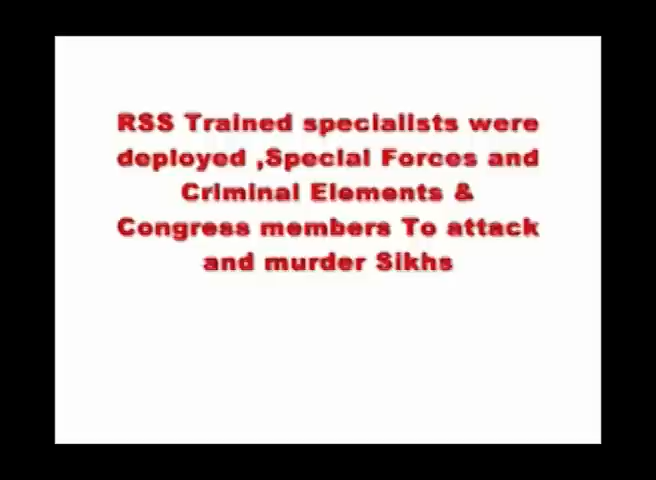 RSS Trained specialists were
deployed ,Special Forces and
Criminal Elements &
Congress members To attack
and murder Sikhs